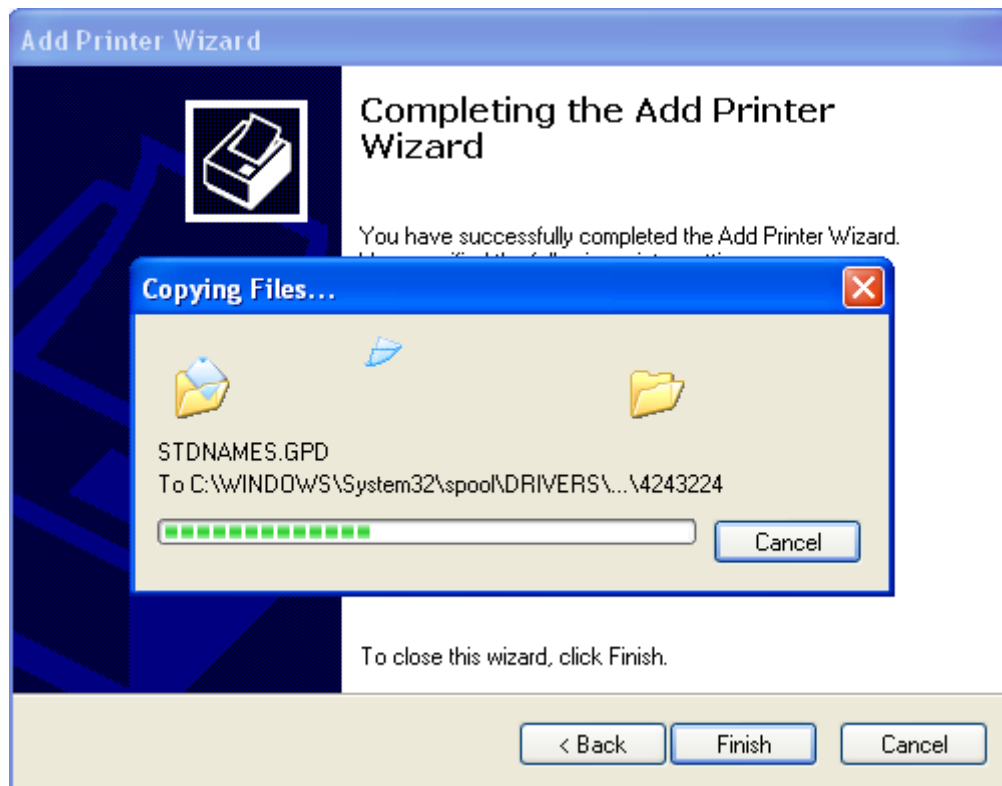 Add Printer Wizard
Completing the Add Printer
Wizard
You have successfully completed the Add Printer Wizard.
Copying Files...
STDNAMES.GPD
To C:\WINDOWS\System32\spool\DRIVERS\...\4243224
Cancel
To close this wizard, click Finish.
< Back
Finish
Cancel